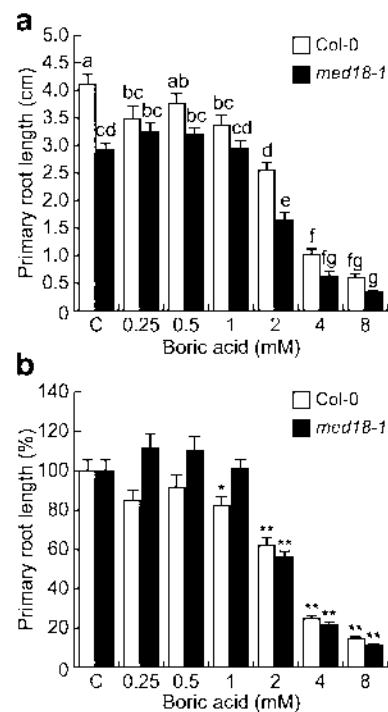 a
Col-0
med18-1
Primary root length (cm)
5.0
4.5
4.0
3.5
3.0
2.5
2.0
1.5
1.0
0.5
0
a
cd
bc
bc
ab
bc
bc
cd
d
e
f
fg
fg
g
C
0.25
0.5
1
2
4
8
Boric acid (mM)
b
Col-0
med18-1
Primary root length (%)
140
120
100
80
60
40
20
0
*
**
**
**
**
**
**
C
0.25
0.5
1
2
4
8
Boric acid (mM)